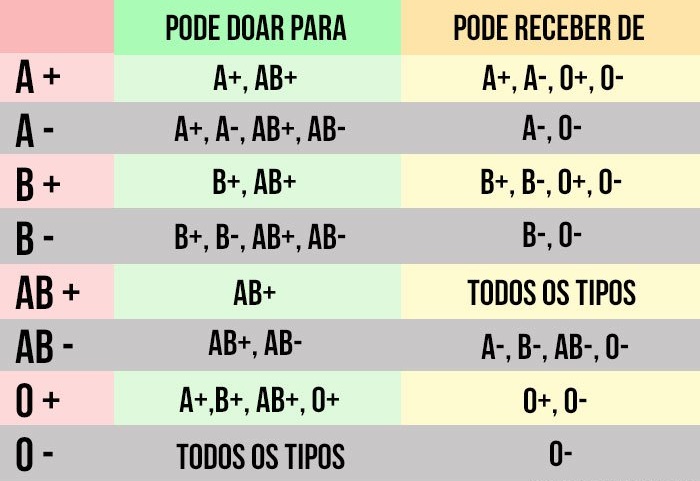 PODE DOAR PARA PODE RECEBER DE
A + A+, AB+ A+, A-, O+, O-
A - A+, A-, AB+, AB- A-, O-
B + B+, AB+ B+, B-, O+, O-
B - B+, B-, AB+, AB- B-, O-
AB + AB+ TODOS OS TIPOS
AB - AB+, AB- A-, B-, AB-, O-
O + A+,B+, AB+, O+ O+, O-
O - TODOS OS TIPOS O-